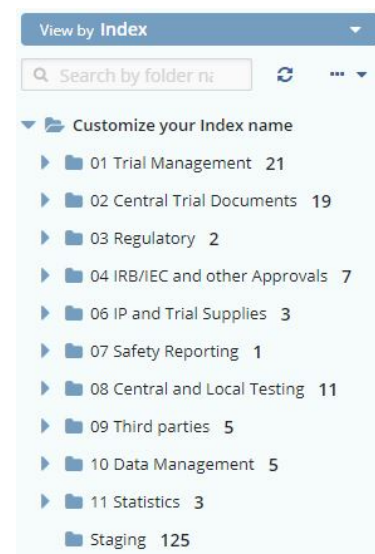 View by Index
Search by folder na
Customize your Index name
01 Trial Management 21
02 Central Trial Documents 19
03 Regulatory 2
04 IRB/IEC and other Approvals 7
06 IP and Trial Supplies 3
07 Safety Reporting 1
08 Central and Local Testing 11
09 Third parties 5
10 Data Management 5
11 Statistics 3
Staging 125